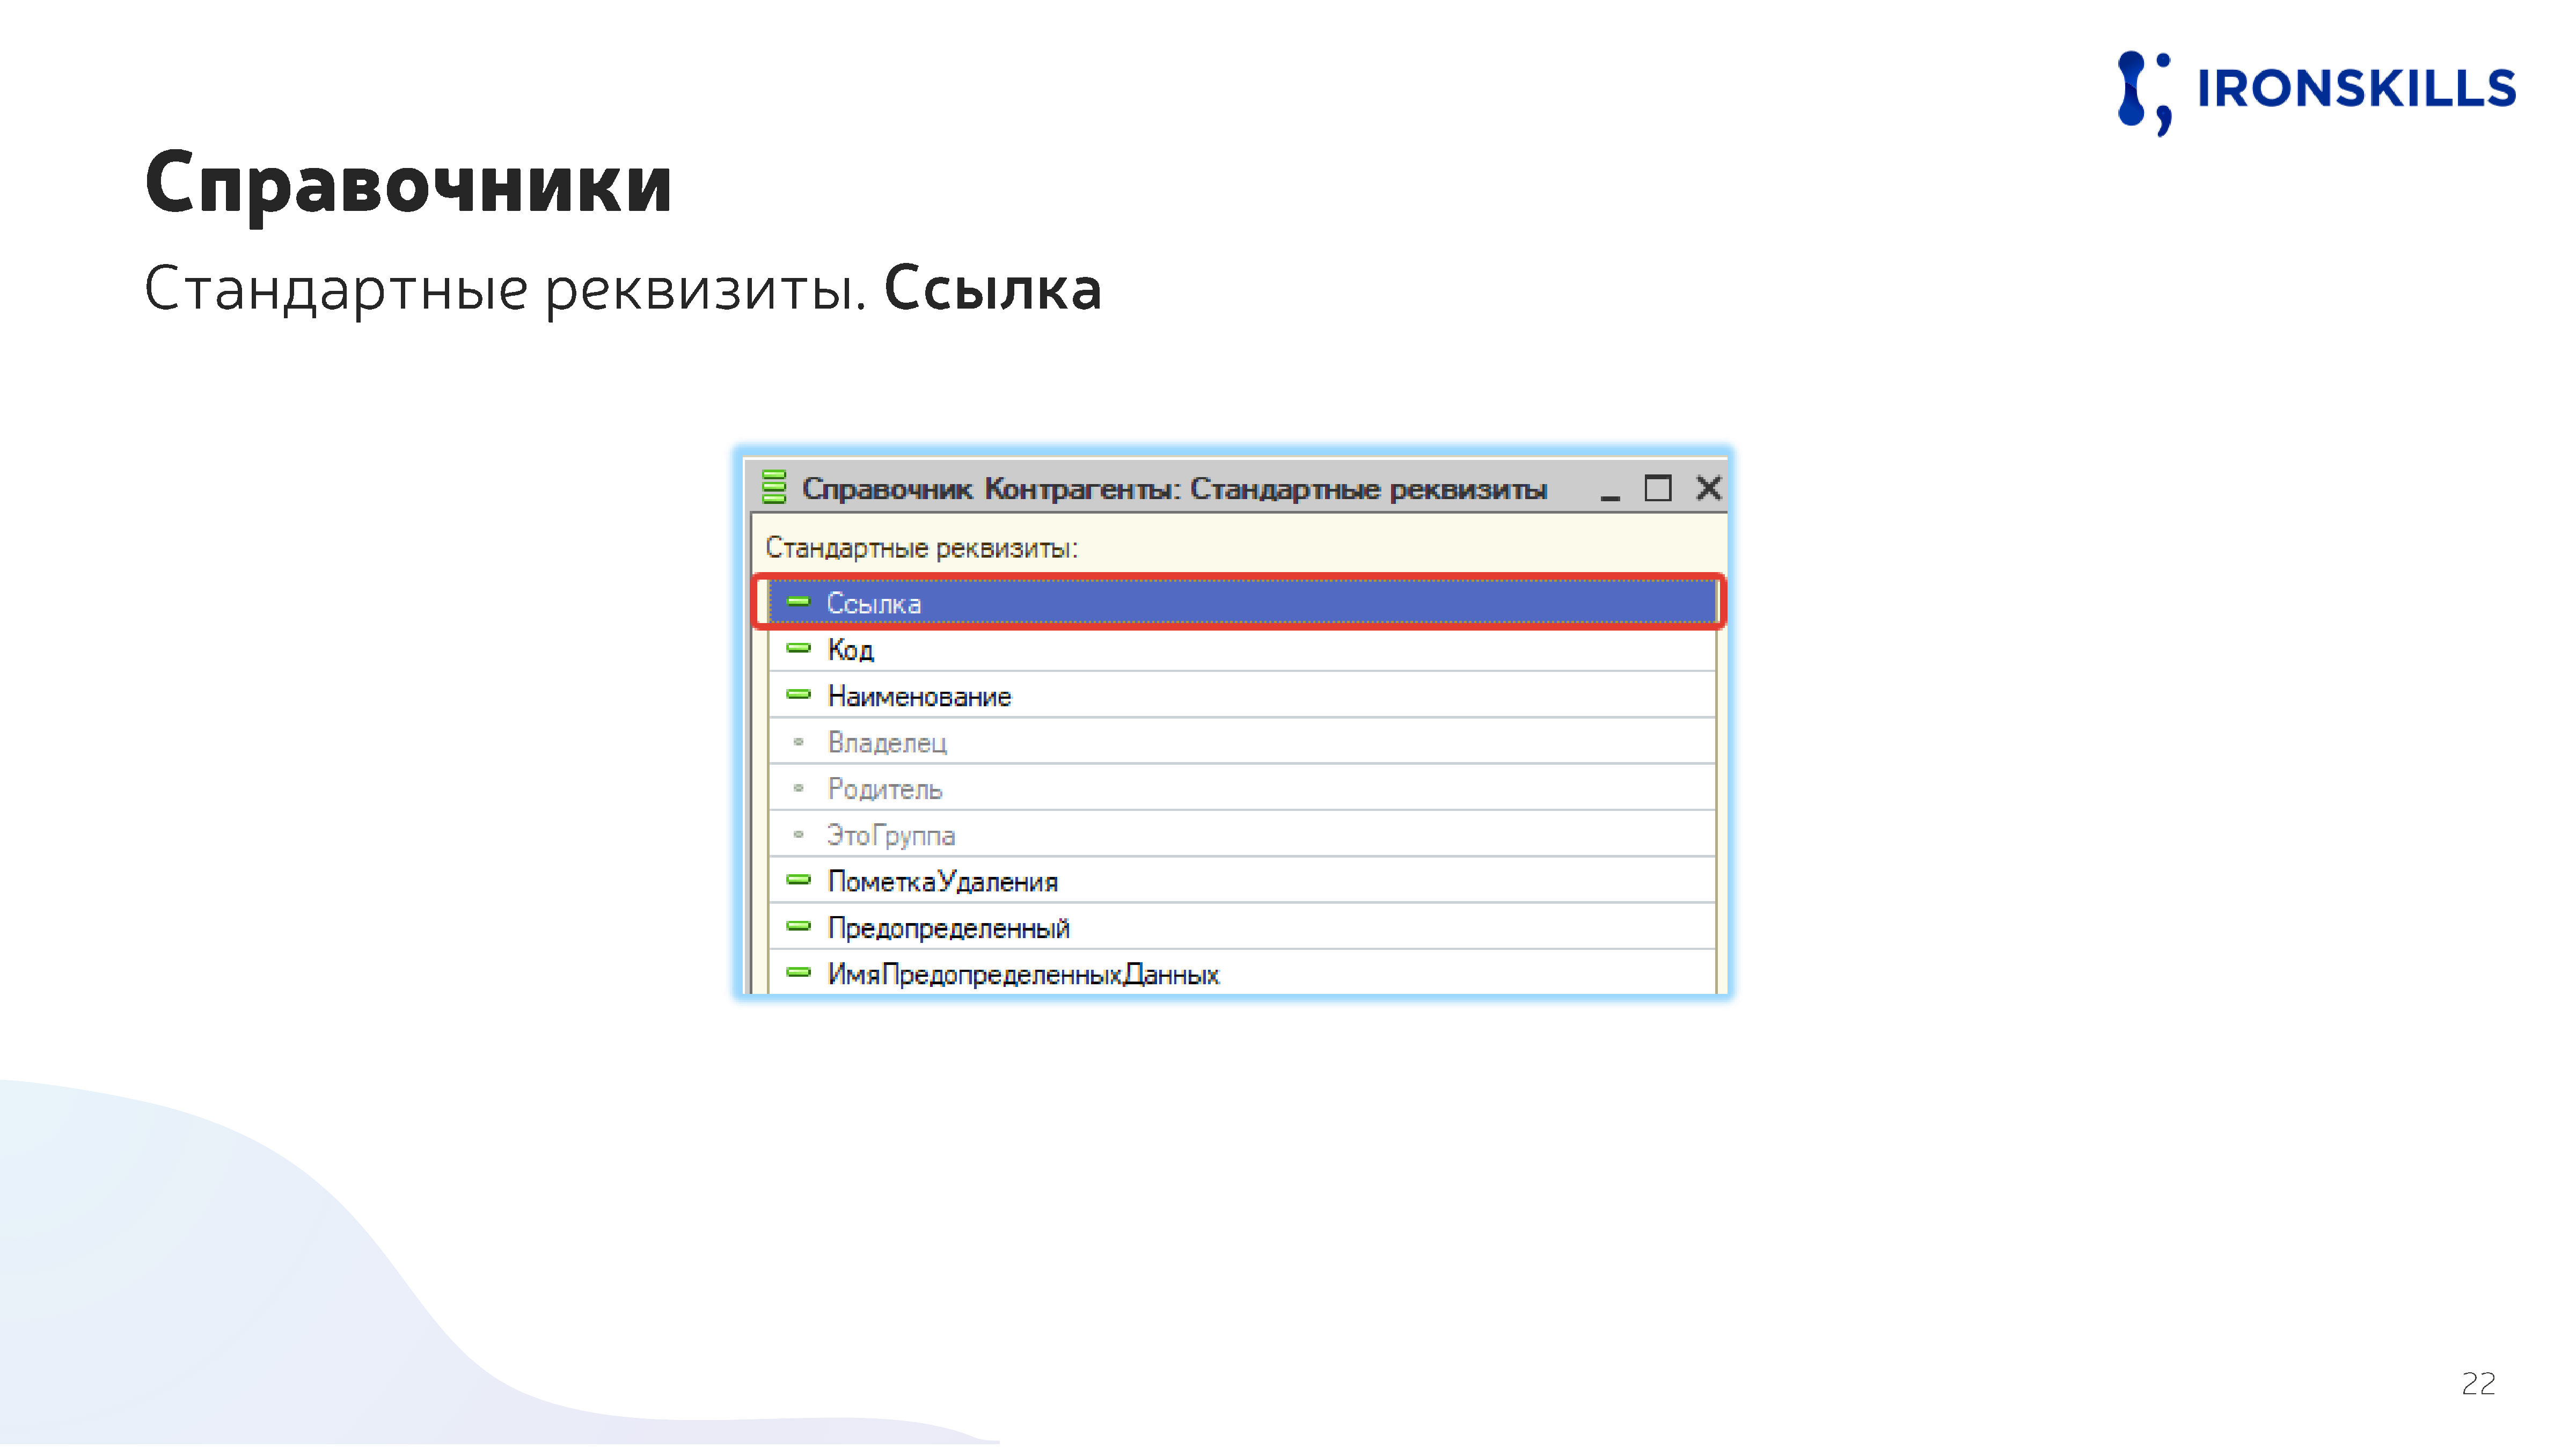 IRONSKILLS
Справочники
Стандартные реквизиты. Ссылка
Справочник Контрагенты: Стандартные реквизиты
Стандартные реквизиты:
Ссылка
Код
Наименование
Владелец
Родитель
ЭтоГруппа
ПометкаУдаления
Предопределенный
ИмяПредопределенныхДанных
22